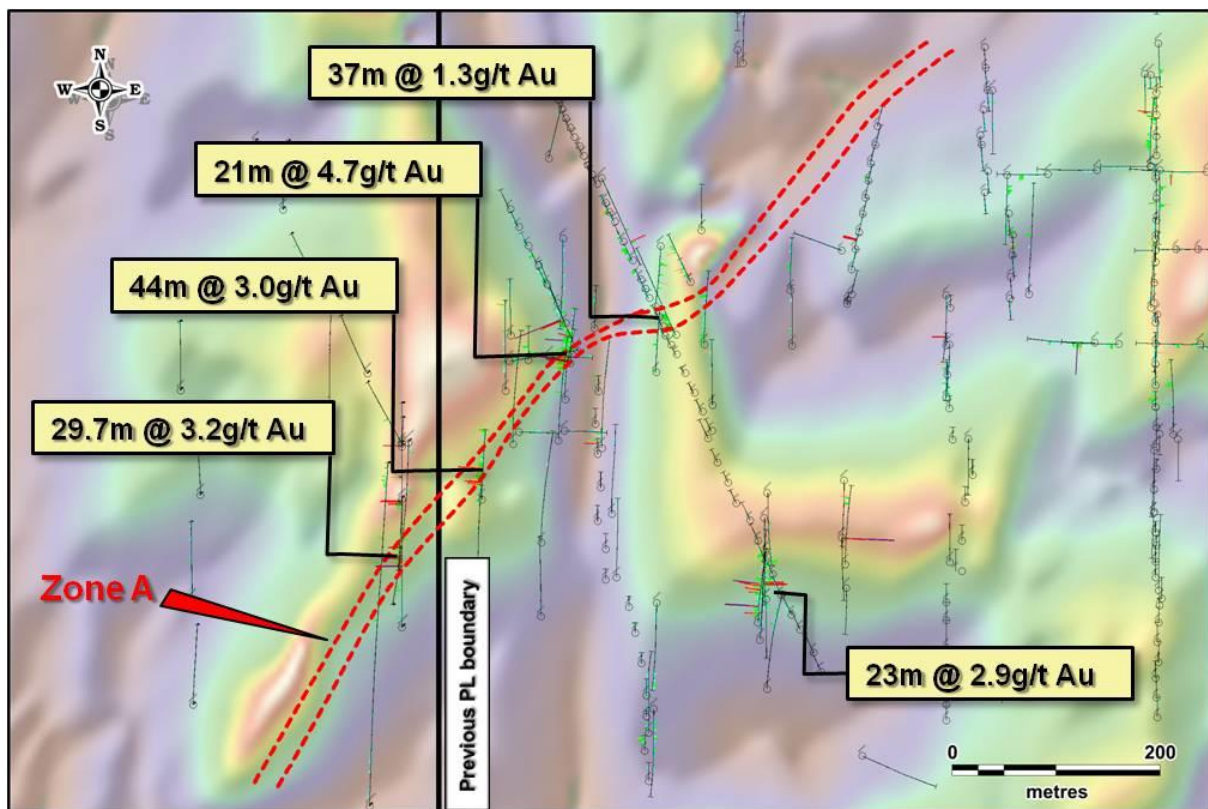 N
W E
S
37m @ 1.3g/t Au
21m @ 4.7g/t Au
44m @ 3.0g/t Au
29.7m @ 3.2g/t Au
Zone A
Previous PL boundary
23m @ 2.9g/t Au
0 200
metres